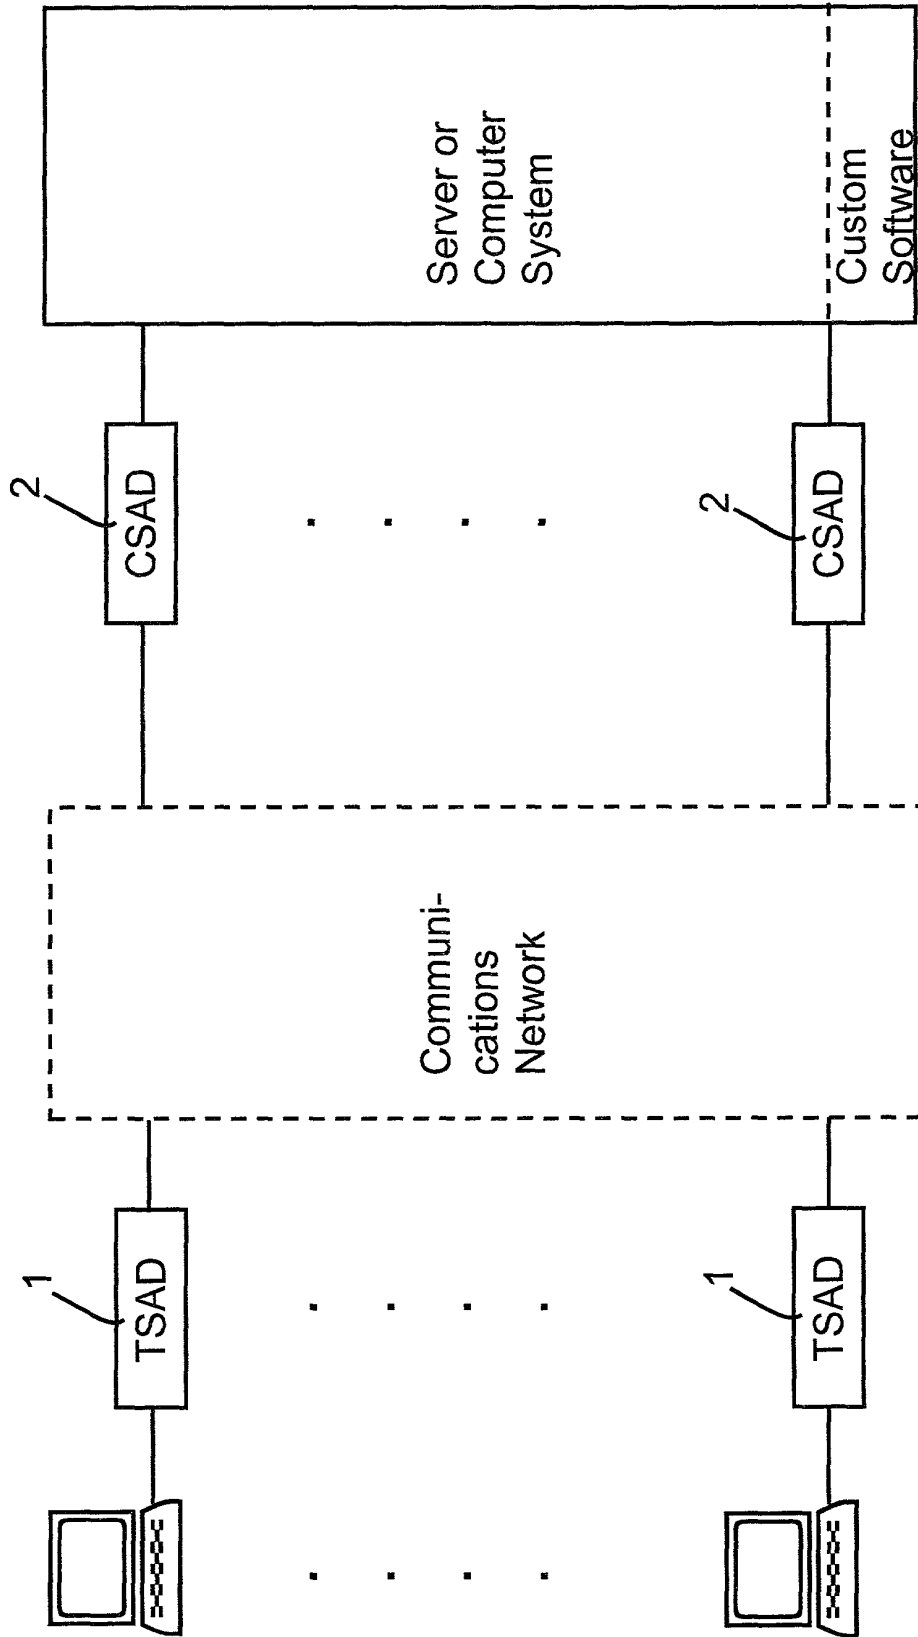 1
TSAD
1
TSAD
Communi-
cations
Network
2
CSAD
2
CSAD
Server or
Computer
System
Custom
Software